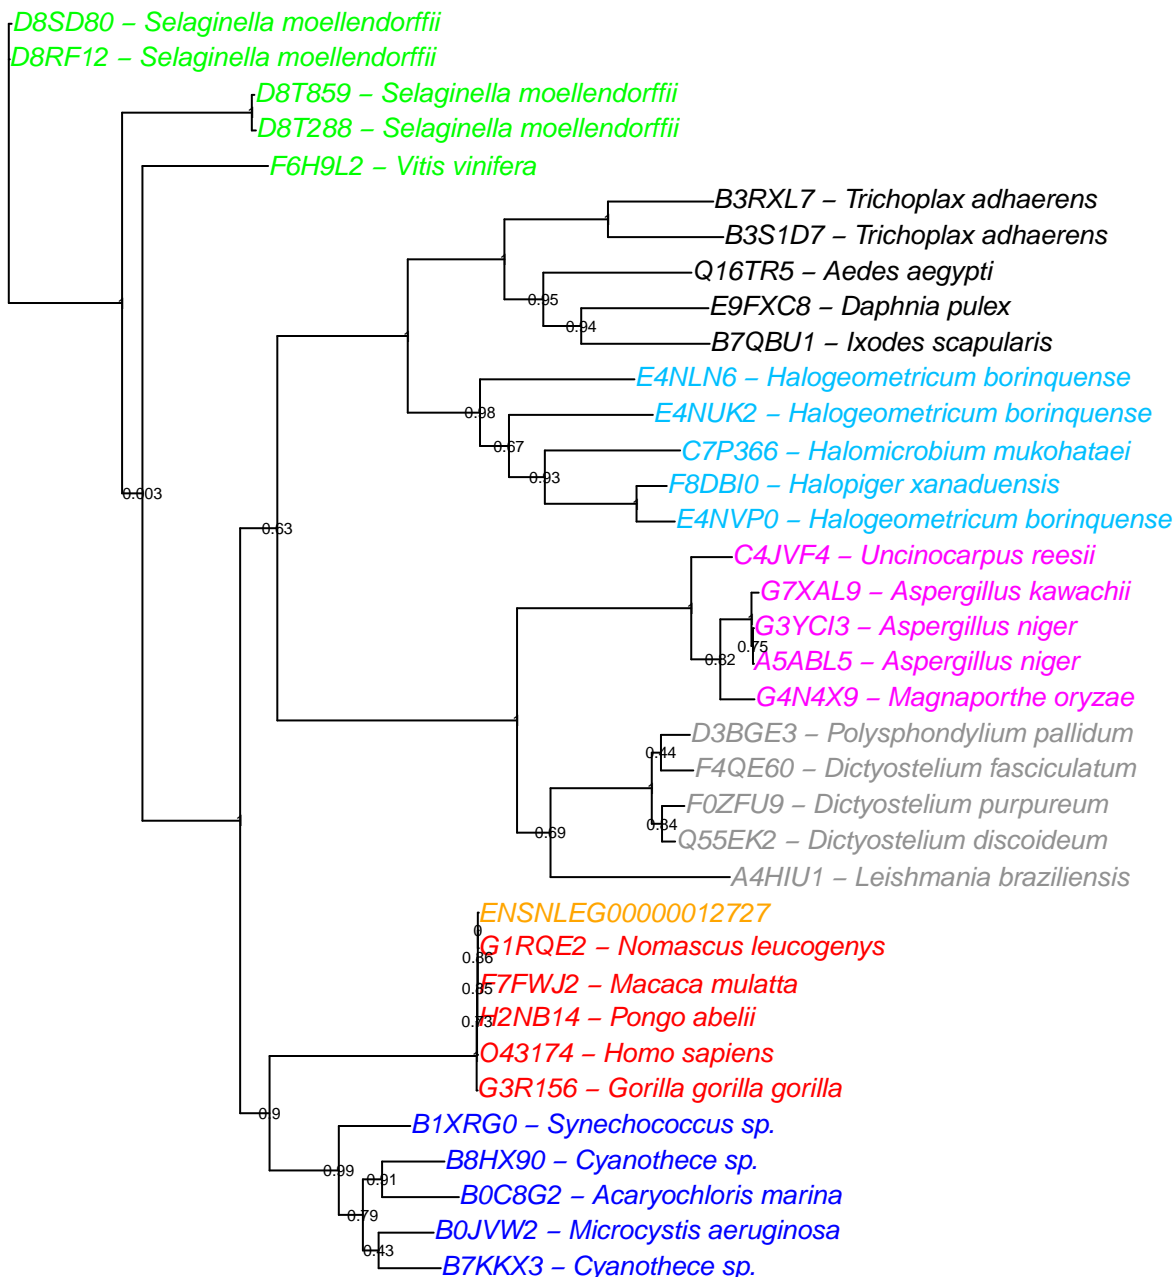 D8SD80 – Selaginella moellendorffii
D8RF12 – Selaginella moellendorffii
D8T859 – Selaginella moellendorffii
D8T288 – Selaginella moellendorffii
F6H9L2 – Vitis vinifera
B3RXL7 – Trichoplax adhaerens
B3S1D7 – Trichoplax adhaerens
Q16TR5 – Aedes aegypti
0.95
E9FXC8 – Daphnia pulex
0.94
B7QBU1 – Ixodes scapularis
E4NLN6 – Halogeometricum borinquense
0.98
E4NUK2 – Halogeometricum borinquense
0.67
C7P366 – Halomicrobium mukohataei
0.93
F8DBI0 – Halopiger xanaduensis
0.003
E4NVP0 – Halogeometricum borinquense
0.63
C4JVF4 – Uncinocarpus reesii
G7XAL9 – Aspergillus kawachii
G3YCI3 – Aspergillus niger
0.75
0.82
A5ABL5 – Aspergillus niger
G4N4X9 – Magnaporthe oryzae
D3BGE3 – Polysphondylium pallidum
0.44
F4QE60 – Dictyostelium fasciculatum
F0ZFU9 – Dictyostelium purpureum
0.84
0.69
Q55EK2 – Dictyostelium discoideum
A4HIU1 – Leishmania braziliensis
ENSNLEG00000012727
0
G1RQE2 – Nomascus leucogenys
0.86
F7FWJ2 – Macaca mulatta
H2NB14 – Pongo abelii
0.73
O43174 – Homo sapiens
G3R156 – Gorilla gorilla gorilla
0.9
B1XRG0 – Synechococcus sp.
B8HX90 – Cyanothece sp.
0.99
0.91
B0C8G2 – Acaryochloris marina
0.79
B0JVW2 – Microcystis aeruginosa
0.43
B7KKX3 – Cyanothece sp.